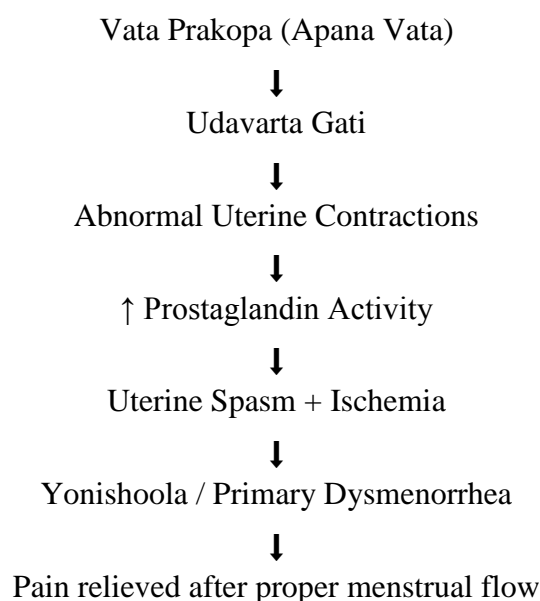 Vata Prakopa (Apana Vata)
⬇
Udavarta Gati
⬇
Abnormal Uterine Contractions
⬇
↑ Prostaglandin Activity
⬇
Uterine Spasm + Ischemia
⬇
Yonishoola / Primary Dysmenorrhea
⬇
Pain relieved after proper menstrual flow